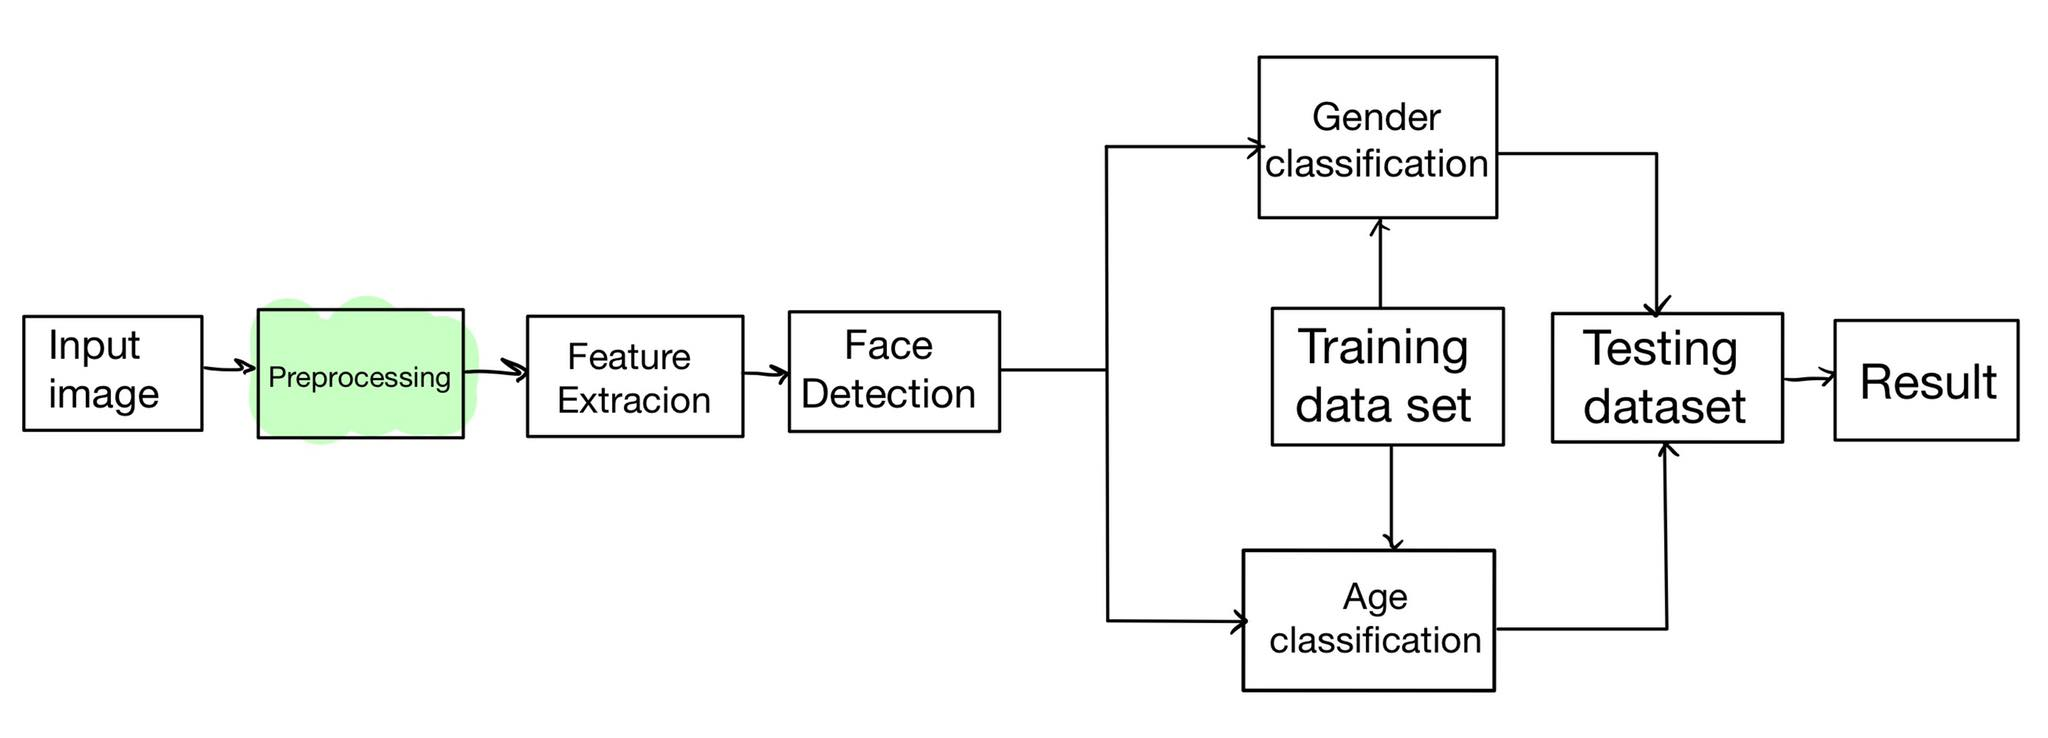 Input
image
Preprocessing
Feature
Extracion
Face
Detection
Gender
classification
Training
data set
Age
classification
Testing
dataset
Result